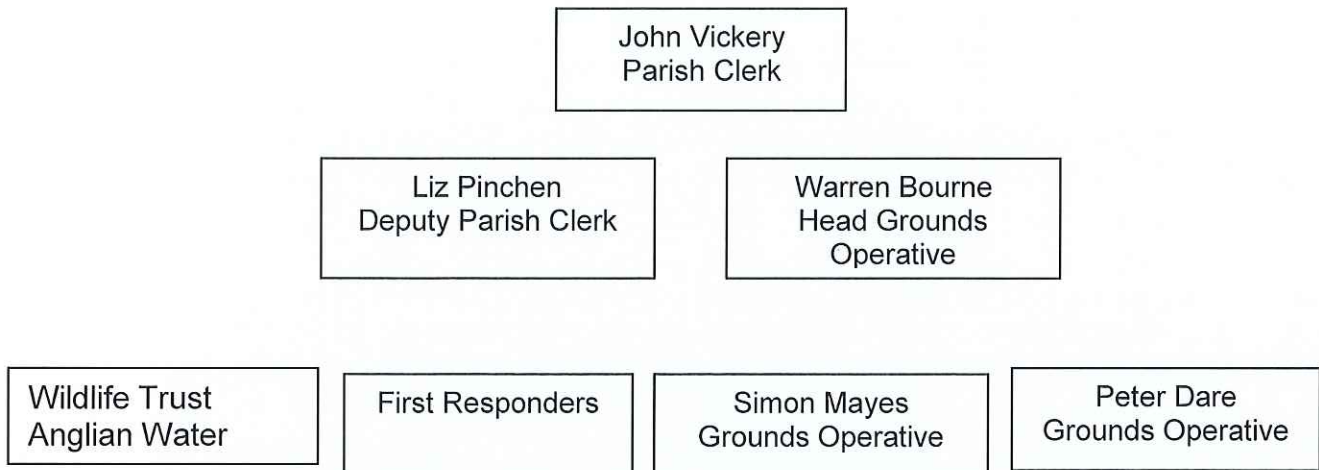 John Vickery
Parish Clerk
Liz Pinchen
Deputy Parish Clerk
Warren Bourne
Head Grounds
Operative
Wildlife Trust
Anglian Water
First Responders
Simon Mayes
Grounds Operative
Peter Dare
Grounds Operative